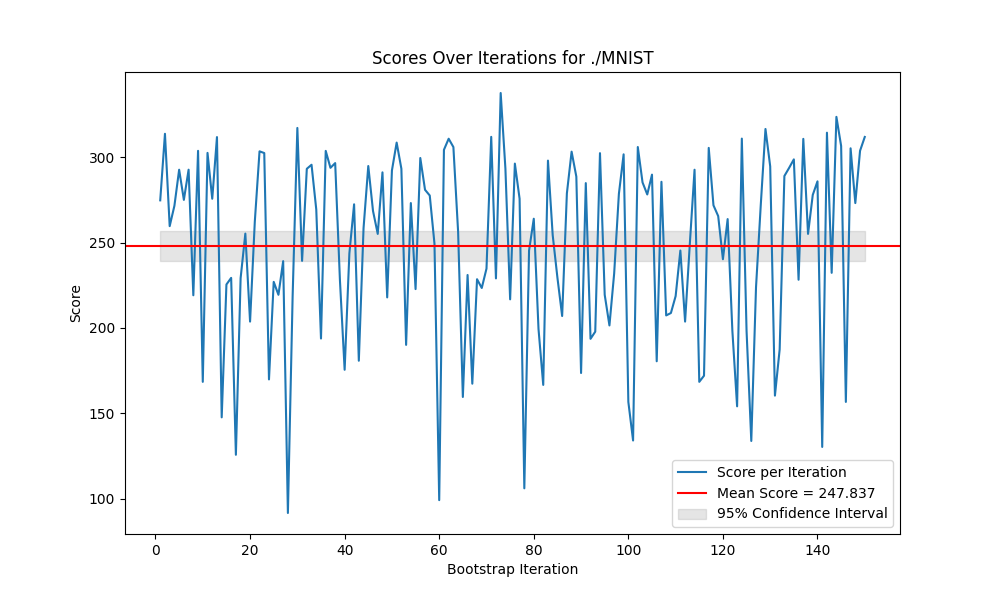 Scores Over Iterations for ./MNIST
Score
300
250
200
150
100
Score per Iteration
Mean Score = 247.837
95% Confidence Interval
0 20 40 60 80 100 120 140
Bootstrap Iteration